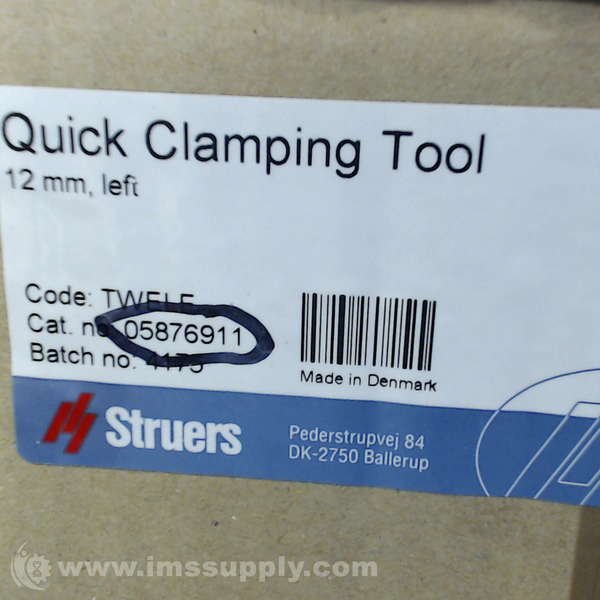 Quick Clamping Tool
12 mm, left
Code: TWELE
Cat. no. 05876911
Batch no. 4175
Made in Denmark
Struers
Pederstrupvej 84
DK-2750 Ballerup
www.imssupply.com